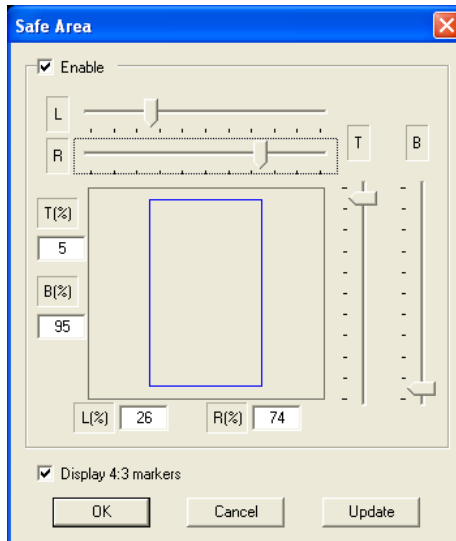 Safe Area
Enable
L
R
T
B
T(%)
5
B(%)
95
L(%) 26 R(%) 74
Display 4:3 markers
OK Cancel Update